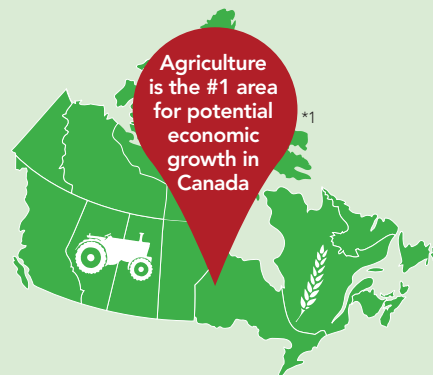 Agriculture
is the #1 area
for potential
economic
growth in
Canada
*1